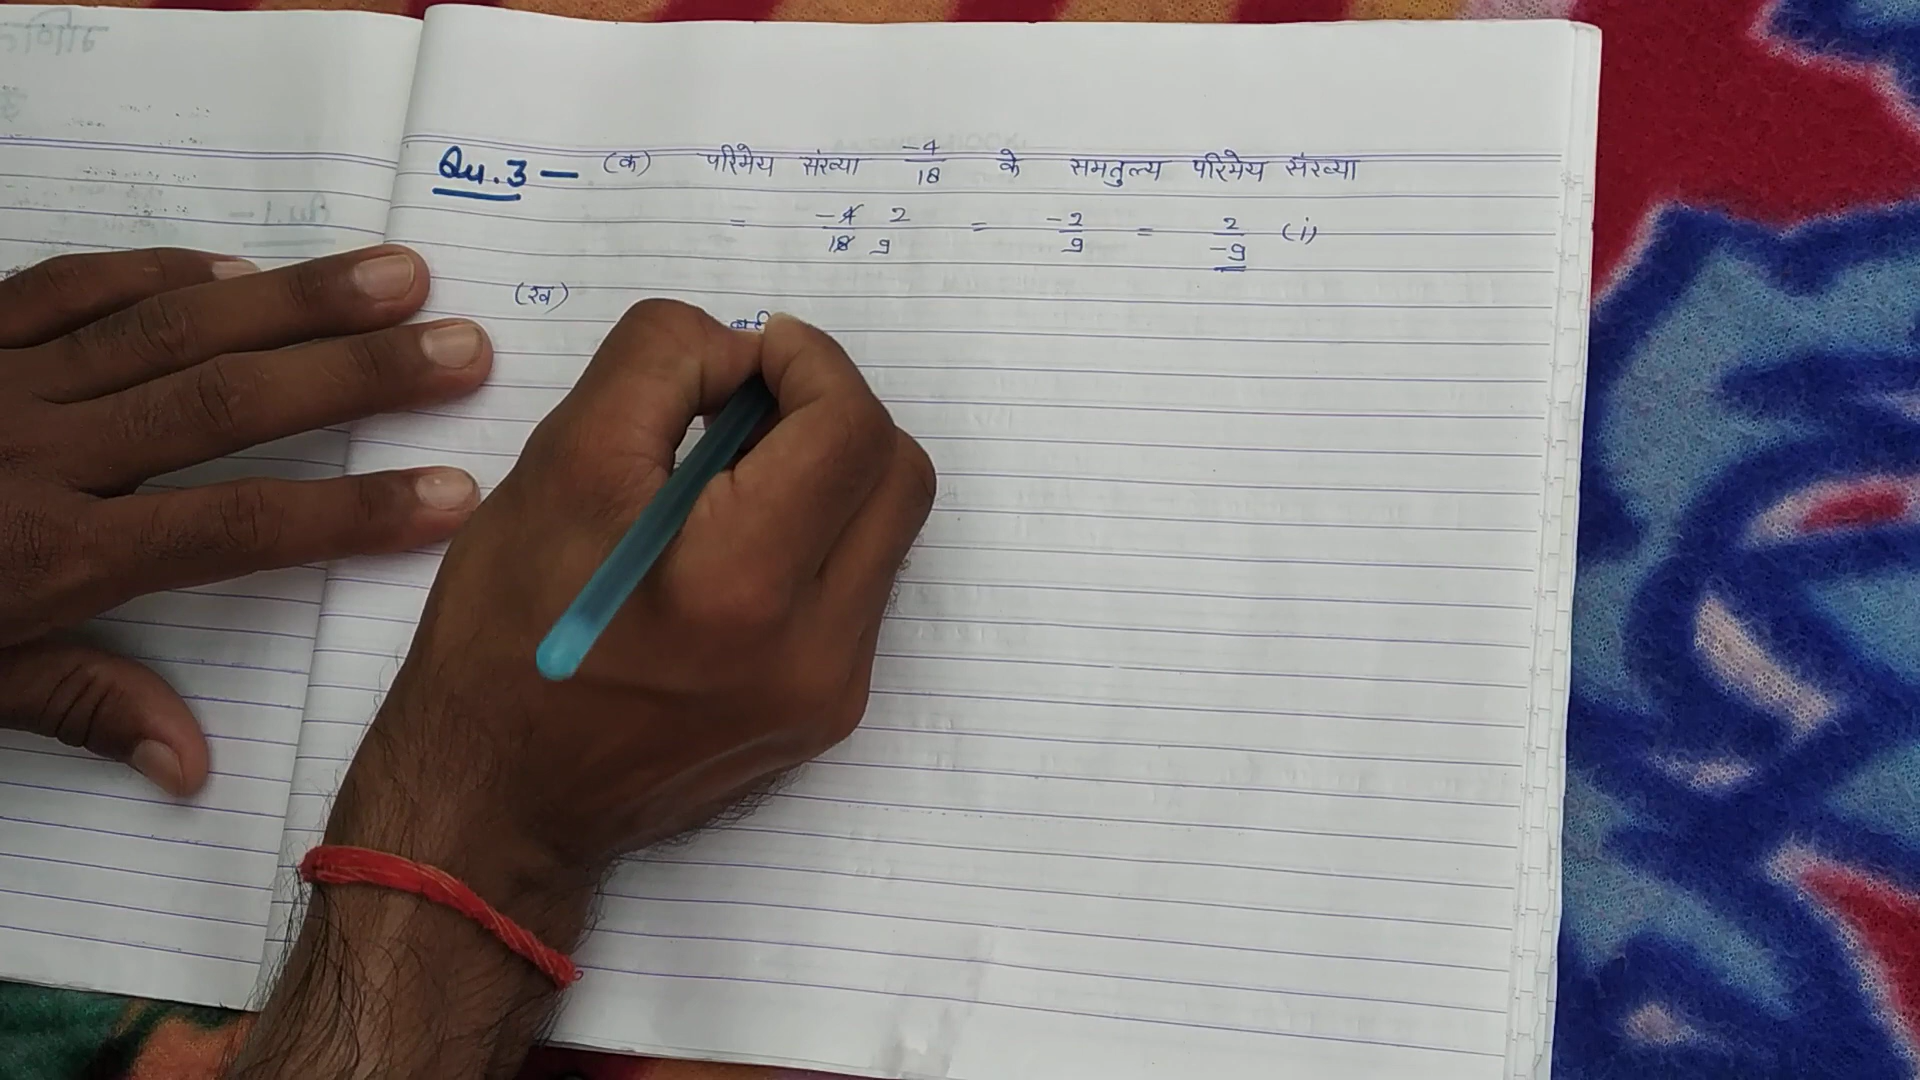 Qu.3 — (क) परिमेय संख्या -4/18 के समतुल्य परिमेय संख्या
= -4 2/18 9 = -2/9 = 2/-9 (i)
(ख)